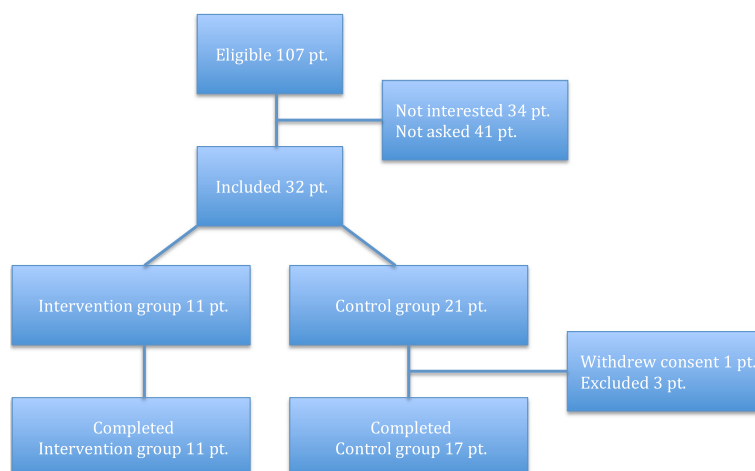 Eligible 107 pt.
Not interested 34 pt.
Not asked 41 pt.
Included 32 pt.
Intervention group 11 pt.
Control group 21 pt.
Withdrew consent 1 pt.
Excluded 3 pt.
Completed
Intervention group 11 pt.
Completed
Control group 17 pt.